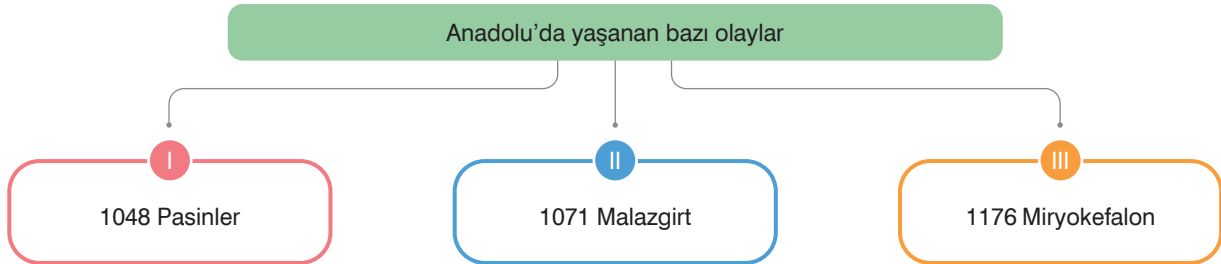 Anadolu'da yaşanan bazı olaylar
I
II
III
1048 Pasinler
1071 Malazgirt
1176 Miryokefalon